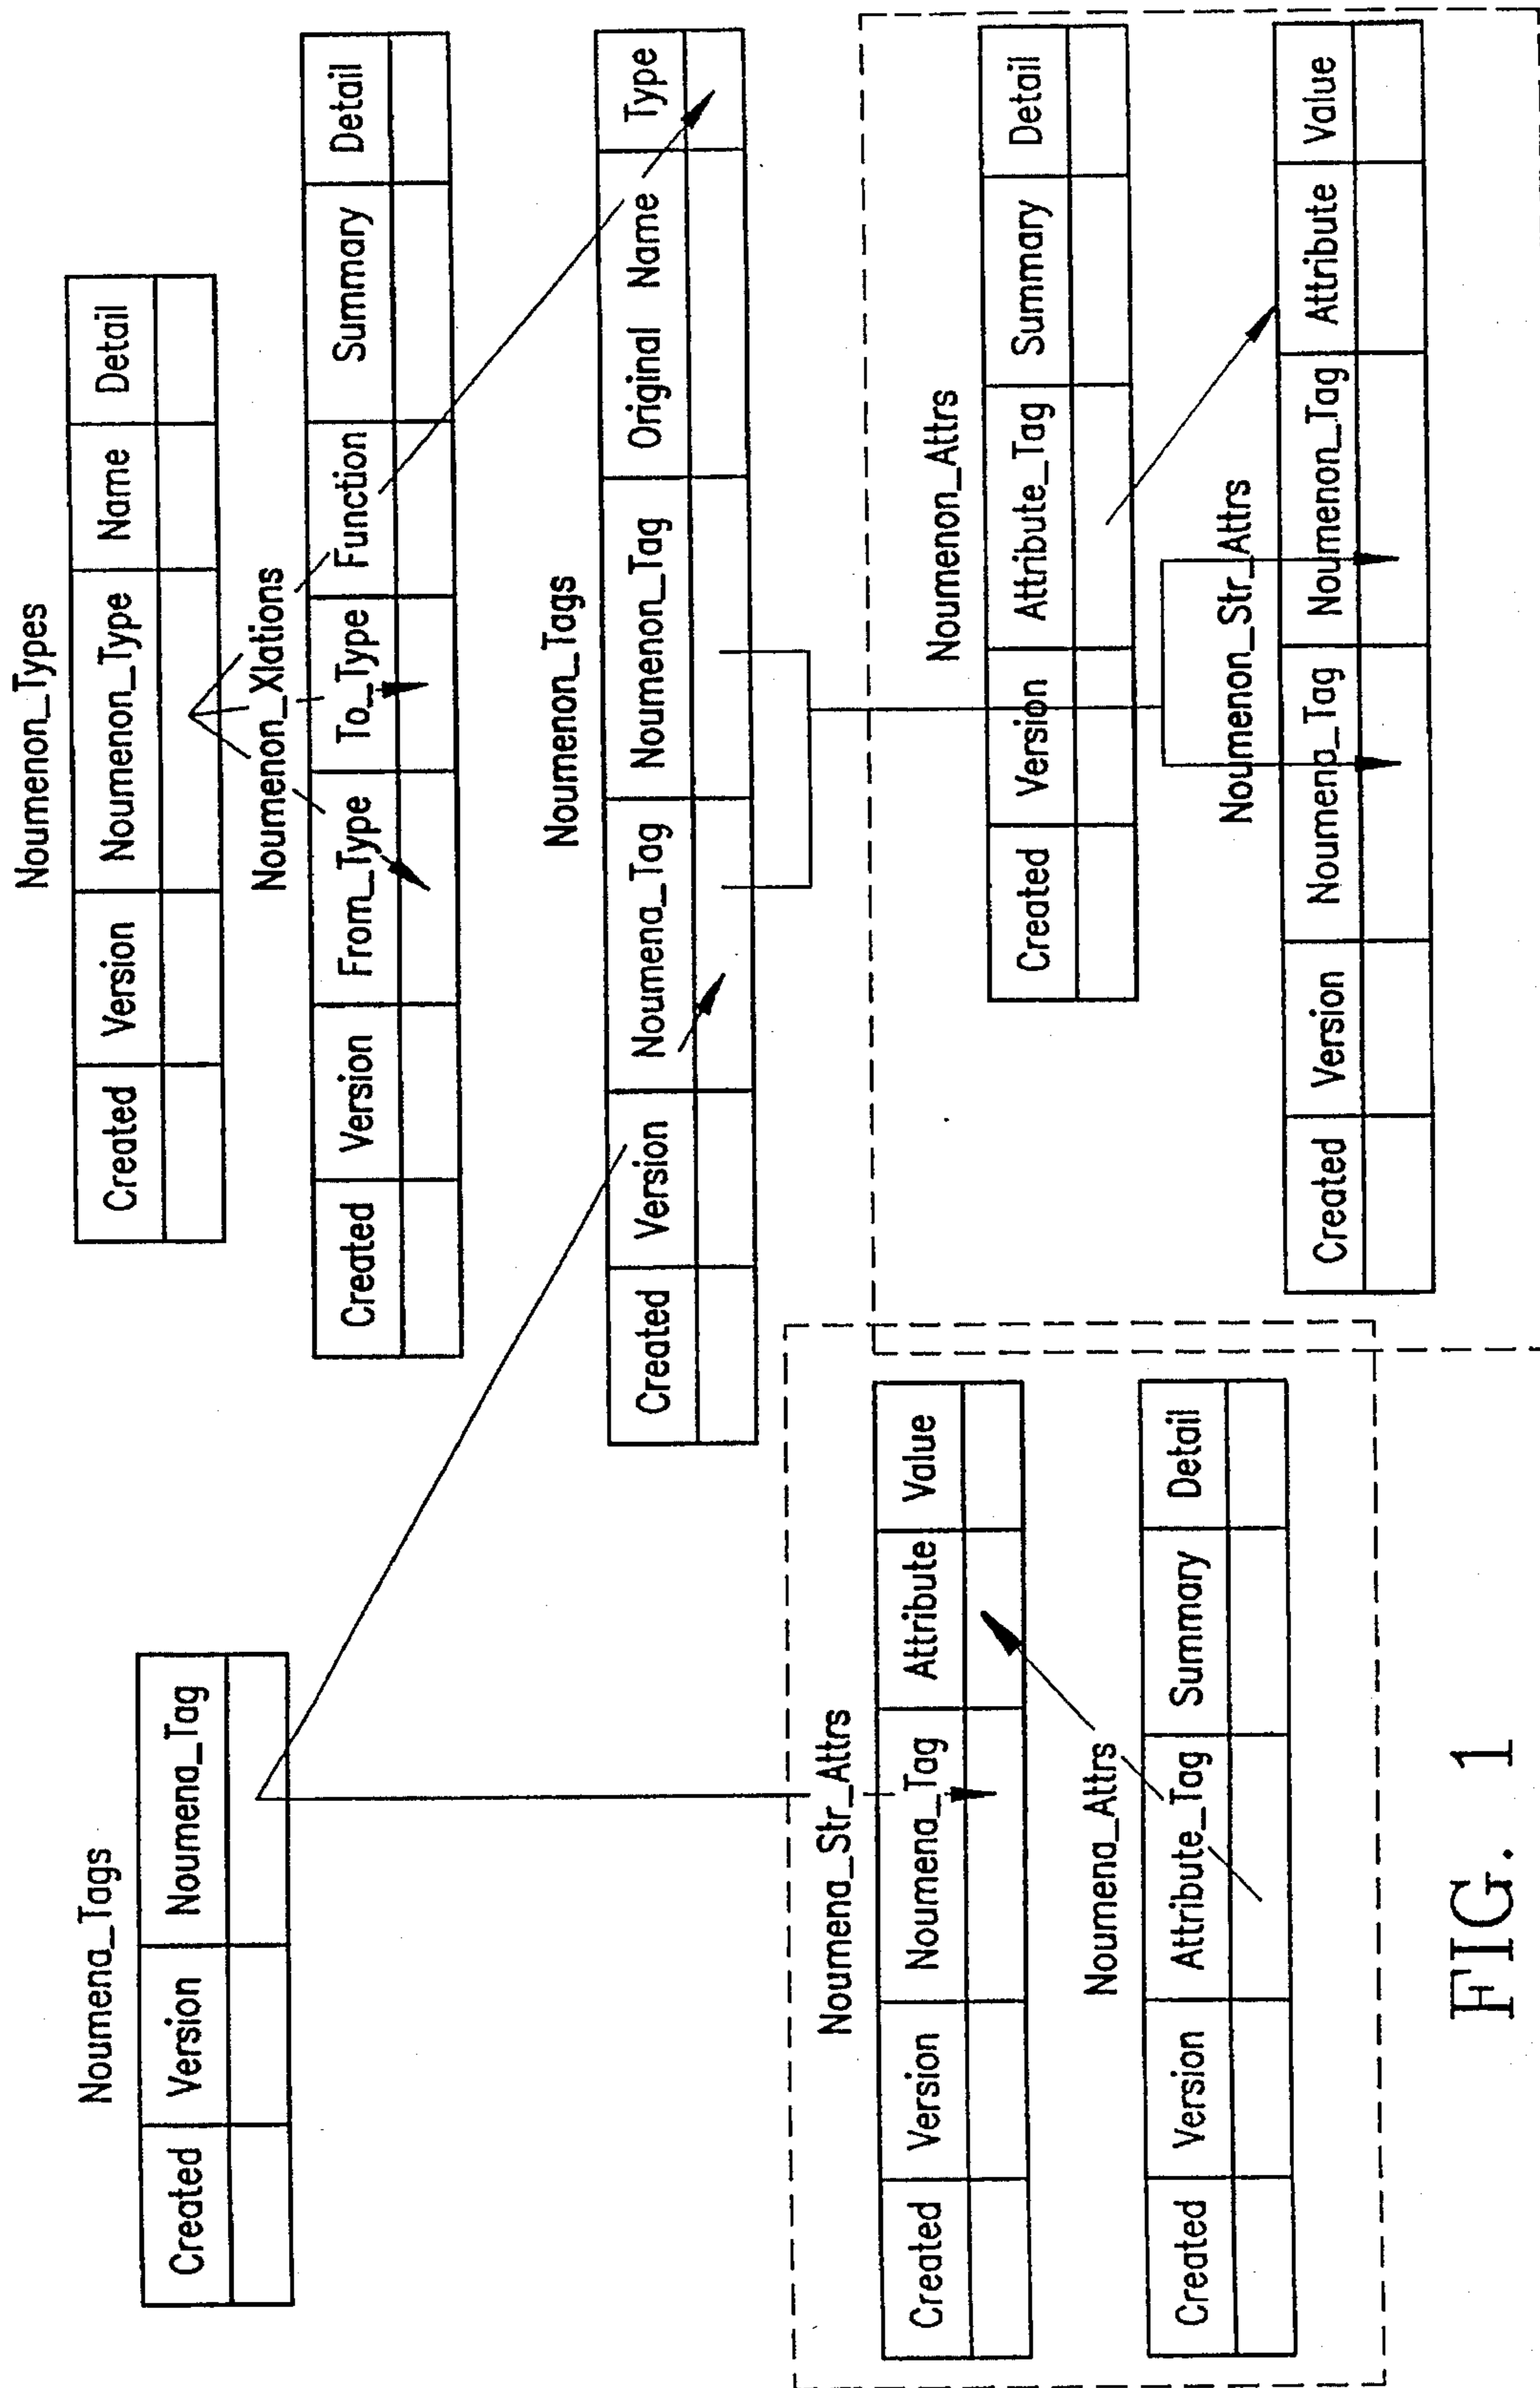 Noumena_Tags
Created Version Noumena_Tag
Noumenon_Types
Created Version Noumenon_Type Name Detail
Noumenon_Xlations
Created Version From_Type To_Type Function Summary Detail
Noumenon_Tags
Created Version Noumena_Tag Noumenon_Tag Original Name Type
Noumena_Str_Attrs
Created Version Noumena_Tag Attribute Value
Noumena_Attrs
Created Version Attribute_Tag Summary Detail
Noumenon_Attrs
Created Version Attribute_Tag Summary Detail
Noumenon_Str_Attrs
Created Version Noumena_Tag Noumenon_Tag Attribute Value
FIG. 1